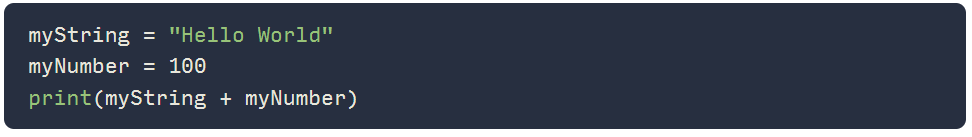 myString = "Hello World"
myNumber = 100
print(myString + myNumber)